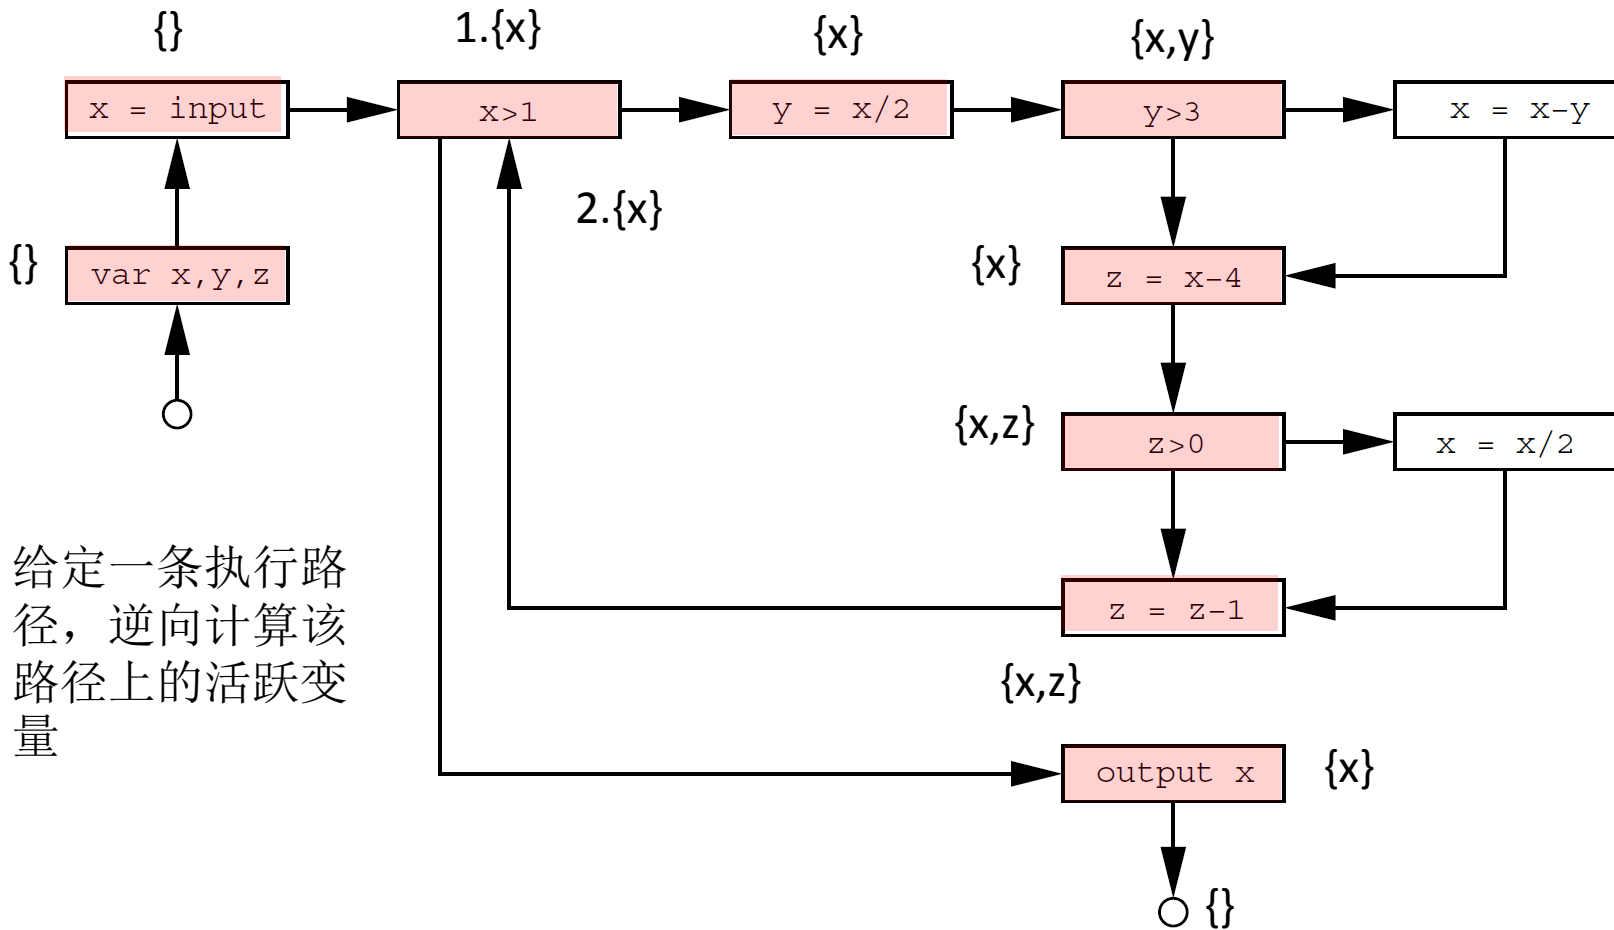 {}
1.{x}
{x}
{x,y}
x = input
x>1
y = x/2
y>3
x = x-y
2.{x}
{}
var x,y,z
{x}
z = x-4
{x,z}
z>0
x = x/2
给定一条执行路
径，逆向计算该
路径上的活跃变
量
z = z-1
{x,z}
output x
{x}
{}